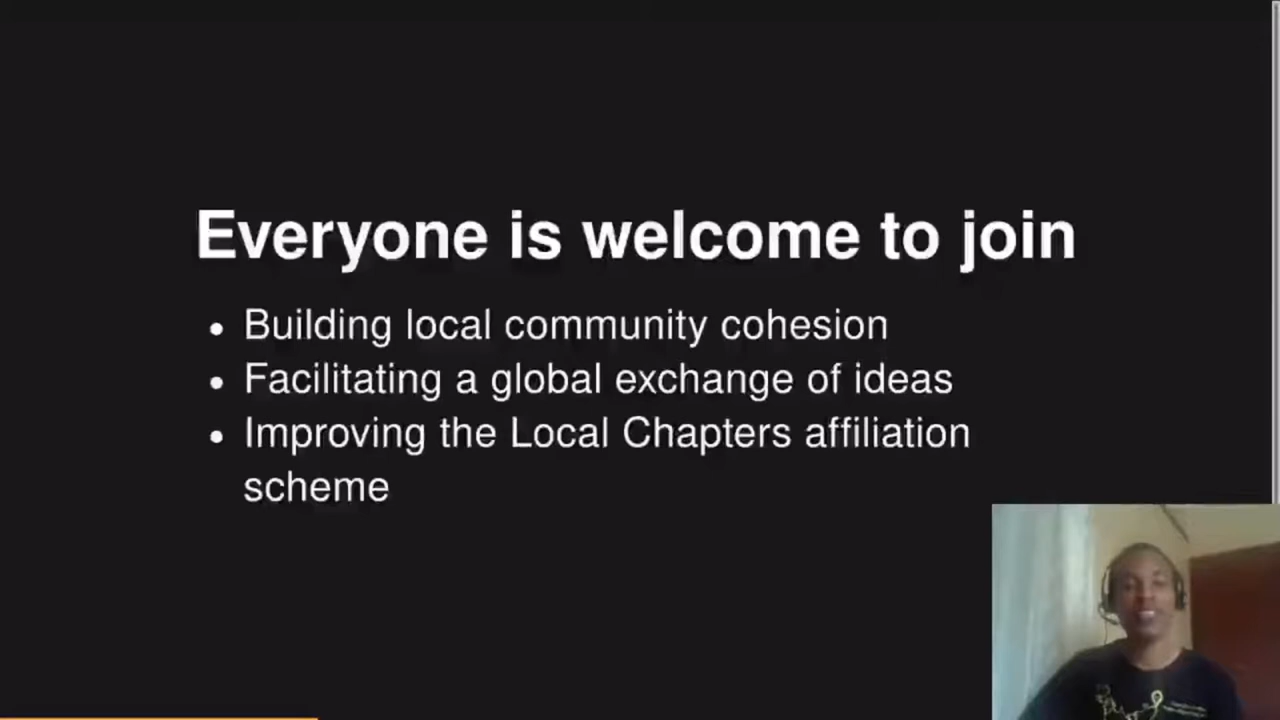 Everyone is welcome to join
• Building local community cohesion
• Facilitating a global exchange of ideas
• Improving the Local Chapters affiliation
scheme